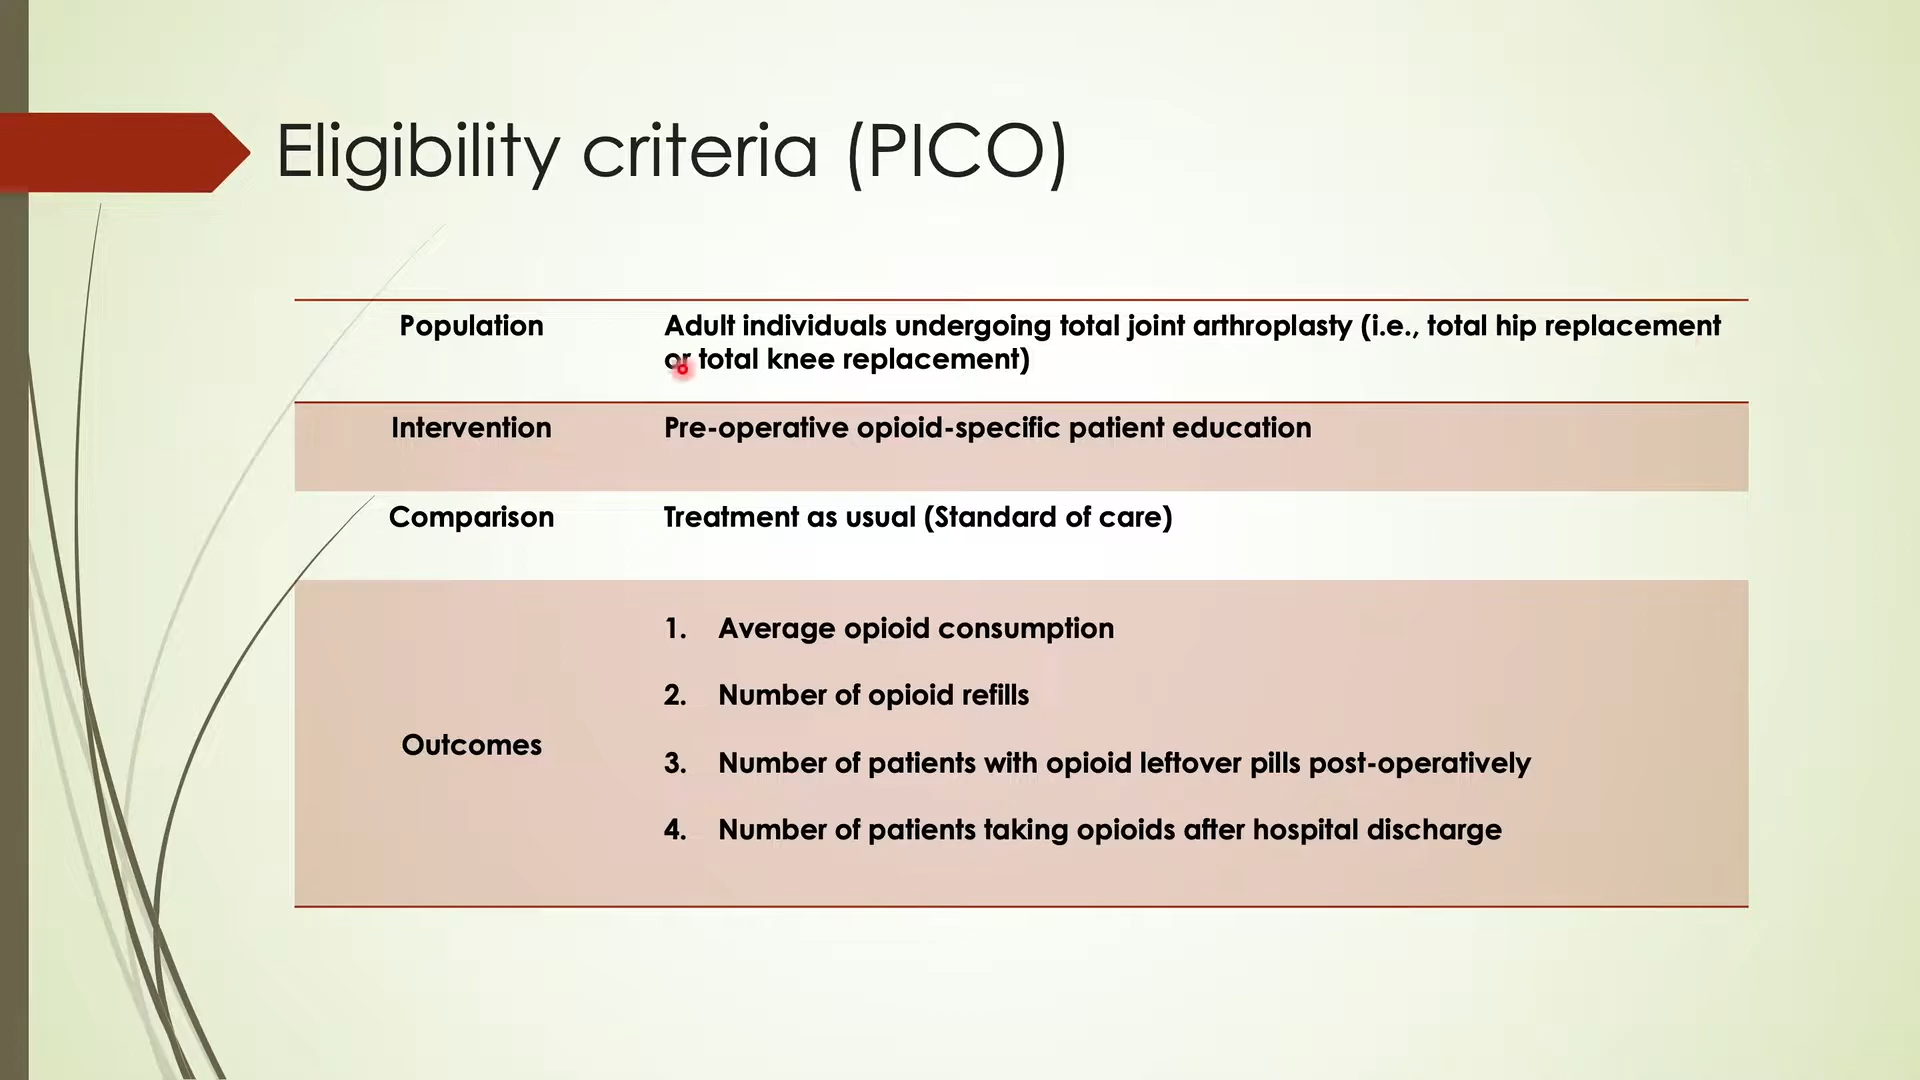 Eligibility criteria (PICO)
Population
Adult individuals undergoing total joint arthroplasty (i.e., total hip replacement
or total knee replacement)
Intervention
Pre-operative opioid-specific patient education
Comparison
Treatment as usual (Standard of care)
Outcomes
1. Average opioid consumption
2. Number of opioid refills
3. Number of patients with opioid leftover pills post-operatively
4. Number of patients taking opioids after hospital discharge